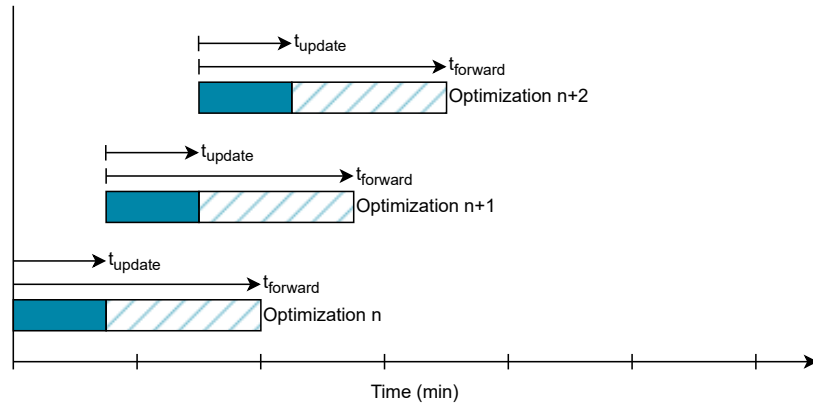 tupdate
tforward
Optimization n+2
tupdate
tforward
Optimization n+1
tupdate
tforward
Optimization n
Time (min)